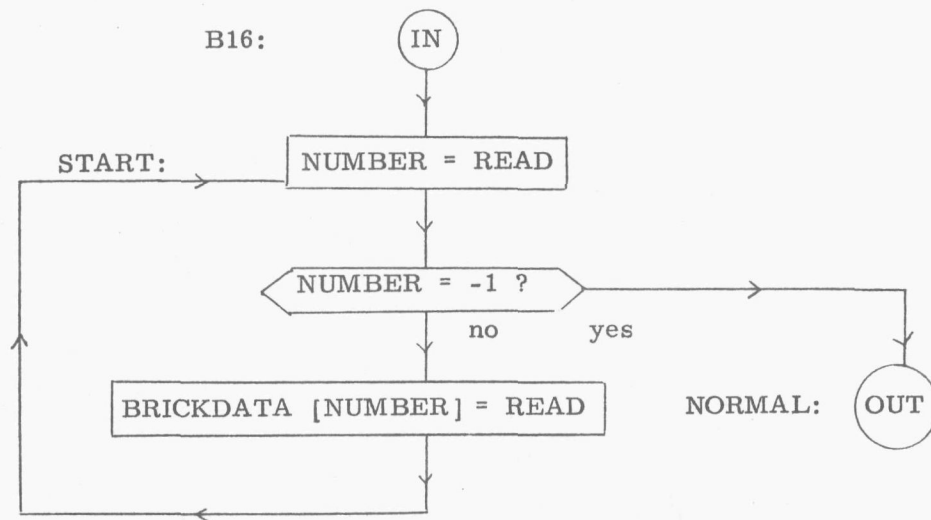 B16:
IN
START:
NUMBER = READ
NUMBER = -1 ?
no
yes
BRICKDATA [NUMBER] = READ
NORMAL:
OUT